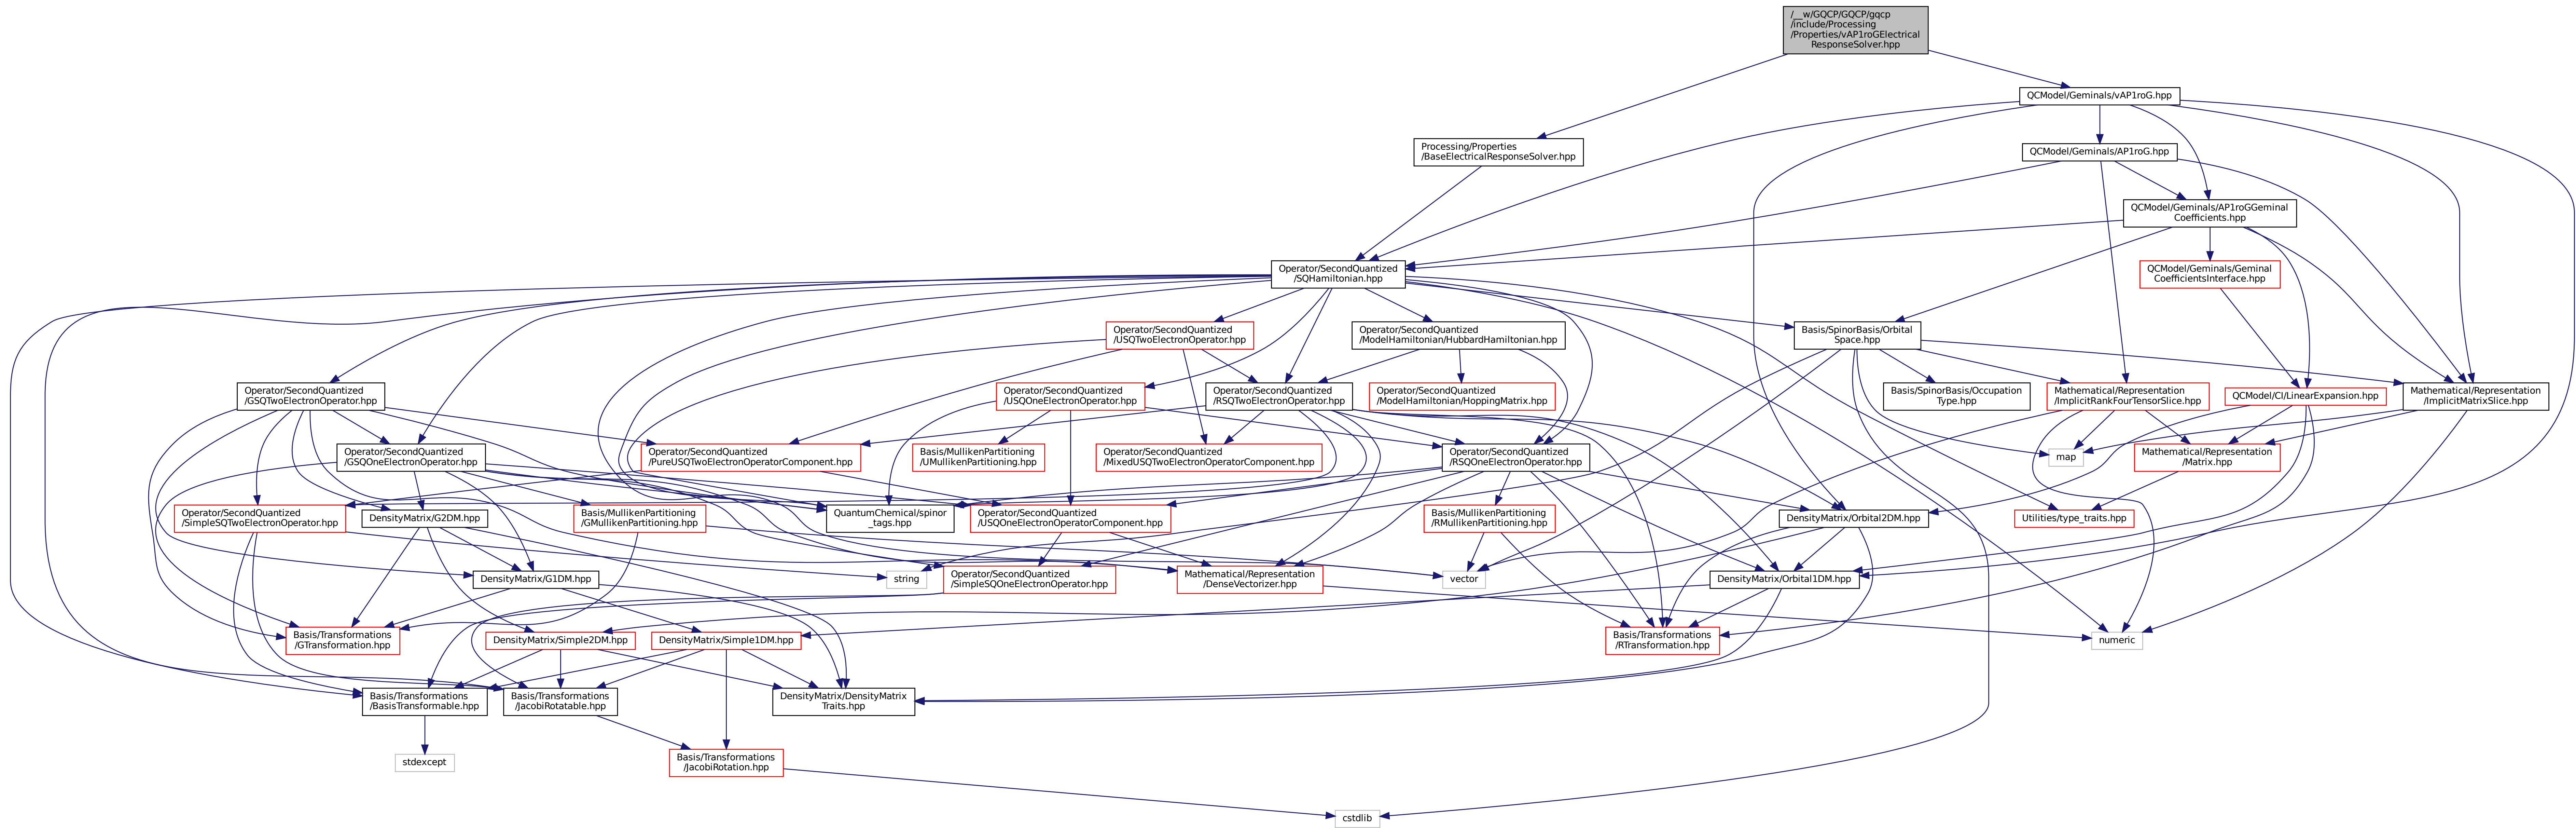 /__w/GQCP/GQCP/gqcp
/include/Processing
/Properties/vAP1roGElectrical
ResponseSolver.hpp
QCModel/Geminals/vAP1roG.hpp
Processing/Properties
/BaseElectricalResponseSolver.hpp
QCModel/Geminals/AP1roG.hpp
QCModel/Geminals/AP1roGGeminal
Coefficients.hpp
Operator/SecondQuantized
/SQHamiltonian.hpp
QCModel/Geminals/Geminal
CoefficientsInterface.hpp
Operator/SecondQuantized
/USQTwoElectronOperator.hpp
Operator/SecondQuantized
/ModelHamiltonian/HubbardHamiltonian.hpp
Basis/SpinorBasis/Orbital
Space.hpp
Operator/SecondQuantized
/GSQTwoElectronOperator.hpp
Operator/SecondQuantized
/USQOneElectronOperator.hpp
Operator/SecondQuantized
/RSQTwoElectronOperator.hpp
Operator/SecondQuantized
/ModelHamiltonian/HoppingMatrix.hpp
Basis/SpinorBasis/Occupation
Type.hpp
Mathematical/Representation
/ImplicitRankFourTensorSlice.hpp
QCModel/CI/LinearExpansion.hpp
Mathematical/Representation
/ImplicitMatrixSlice.hpp
Operator/SecondQuantized
/GSQOneElectronOperator.hpp
Operator/SecondQuantized
/PureUSQTwoElectronOperatorComponent.hpp
Basis/MullikenPartitioning
/UMullikenPartitioning.hpp
Operator/SecondQuantized
/MixedUSQTwoElectronOperatorComponent.hpp
Operator/SecondQuantized
/RSQOneElectronOperator.hpp
map
Mathematical/Representation
/Matrix.hpp
Operator/SecondQuantized
/SimpleSQTwoElectronOperator.hpp
DensityMatrix/G2DM.hpp
Basis/MullikenPartitioning
/GMullikenPartitioning.hpp
QuantumChemical/spinor
_tags.hpp
Operator/SecondQuantized
/USQOneElectronOperatorComponent.hpp
Basis/MullikenPartitioning
/RMullikenPartitioning.hpp
DensityMatrix/Orbital2DM.hpp
Utilities/type_traits.hpp
DensityMatrix/G1DM.hpp
string
Operator/SecondQuantized
/SimpleSQOneElectronOperator.hpp
Mathematical/Representation
/DenseVectorizer.hpp
vector
DensityMatrix/Orbital1DM.hpp
Basis/Transformations
/GTransformation.hpp
DensityMatrix/Simple2DM.hpp
DensityMatrix/Simple1DM.hpp
Basis/Transformations
/RTransformation.hpp
numeric
Basis/Transformations
/BasisTransformable.hpp
Basis/Transformations
/JacobiRotatable.hpp
DensityMatrix/DensityMatrix
Traits.hpp
stdexcept
Basis/Transformations
/JacobiRotation.hpp
cstdlib